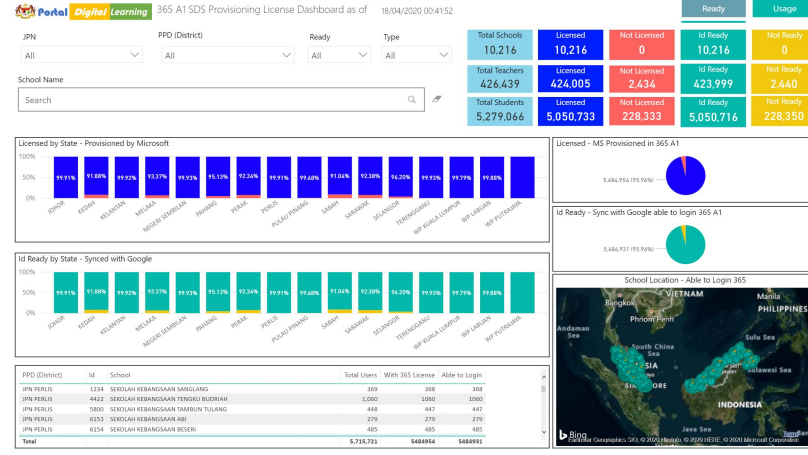 Portal Digital Learning 365 A1 SDS Provisioning License Dashboard as of 18/04/2020 00:41:52
Ready Usage
JPN PPD (District) Ready Type
All All All All
School Name
Search
Total Schools Licensed Not Licensed Id Ready Not Ready
10,216 10,216 0 10,216 0
Total Teachers Licensed Not Licensed Id Ready Not Ready
426,439 424,005 2,434 423,999 2,440
Total Students Licensed Not Licensed Id Ready Not Ready
5,279,066 5,050,733 228,333 5,050,716 228,350
Licensed by State - Provisioned by Microsoft
100%
50%
0%
99.91% 91.88% 99.92% 93.37% 99.93% 95.13% 92.34% 99.91% 99.48% 91.04% 92.38% 96.20% 99.93% 99.79% 99.88%
JOHOR KEDAH KELANTAN MELAKA NEGERI SEMBILAN PAHANG PERAK PERLIS PULAU PINANG SABAH SARAWAK SELANGOR TERENGGANU WP KUALA LUMPUR WP LABUAN WP PUTRAJAYA
Licensed - MS Provisioned in 365 A1
5,484,954 (95.96%)
Id Ready - Sync with Google able to login 365 A1
5,484,931 (95.96%)
Id Ready by State - Synced with Google
100%
50%
0%
99.91% 91.88% 99.92% 93.37% 99.93% 95.13% 92.34% 99.91% 99.48% 91.04% 92.38% 96.20% 99.93% 99.79% 99.88%
JOHOR KEDAH KELANTAN MELAKA NEGERI SEMBILAN PAHANG PERAK PERLIS PULAU PINANG SABAH SARAWAK SELANGOR TERENGGANU WP KUALA LUMPUR WP LABUAN WP PUTRAJAYA
School Location - Able to Login 365
VIETNAM Manila
Bangkok
PHILIPPINES
Phnom Penh
Andaman
Sea
Sulu Sea
South China
Sea
INDONESIA
Java Sea
Bing
© 2020 HERE, © 2020 Microsoft Corporation
PPD (District) Id School Total Users With 365 License Able to Login
JPN PERLIS 1234 SEKOLAH KEBANGSAAN SANGLANG 369 368 368
JPN PERLIS 4422 SEKOLAH KEBANGSAAN TENGKU BUDRIAH 1,060 1060 1060
JPN PERLIS 5800 SEKOLAH KEBANGSAAN TAMBUN TULANG 448 447 447
JPN PERLIS 6153 SEKOLAH KEBANGSAAN ABI 279 279 279
JPN PERLIS 6154 SEKOLAH KEBANGSAAN BESERI 485 485 485
Total 5,715,721 5484954 5484931